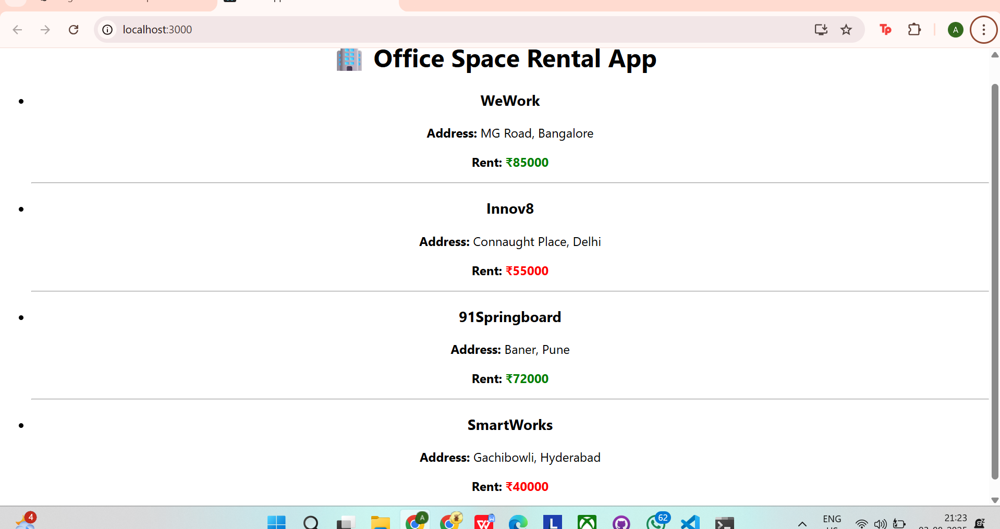 localhost:3000
Tp
A
Office Space Rental App
WeWork
Address: MG Road, Bangalore
Rent: ₹85000
Innov8
Address: Connaught Place, Delhi
Rent: ₹55000
91Springboard
Address: Baner, Pune
Rent: ₹72000
SmartWorks
Address: Gachibowli, Hyderabad
Rent: ₹40000
4
A
W
L
62
ENG
21:23